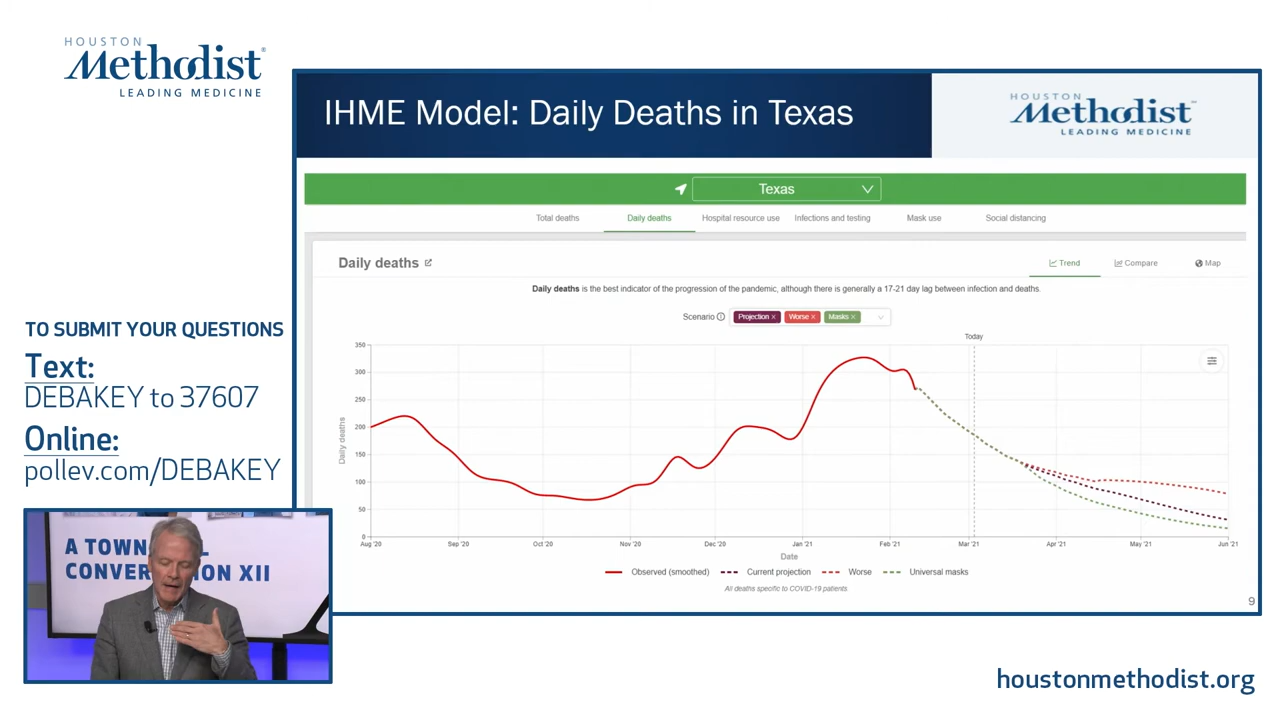 HOUSTON
Methodist®
LEADING MEDICINE
IHME Model: Daily Deaths in Texas
HOUSTON
Methodist
LEADING MEDICINE
Texas
Total deaths Daily deaths Hospital resource use Infections and testing Mask use Social distancing
Daily deaths
Trend Compare Map
Daily deaths is the best indicator of the progression of the pandemic, although there is generally a 17-21 day lag between infection and deaths.
Scenario Projection x Worse x Masks x
Today
350
300
250
200
150
100
50
0
Daily deaths
Aug '20 Sep '20 Oct '20 Nov '20 Dec '20 Jan '21 Feb '21 Mar '21 Apr '21 May '21 Jun '21
Date
Observed (smoothed) Current projection Worse Universal masks
All deaths specific to COVID-19 patients
9
TO SUBMIT YOUR QUESTIONS
Text:
DEBAKEY to 37607
Online:
pollev.com/DEBAKEY
A TOWN
CONVER ON XII
houstonmethodist.org